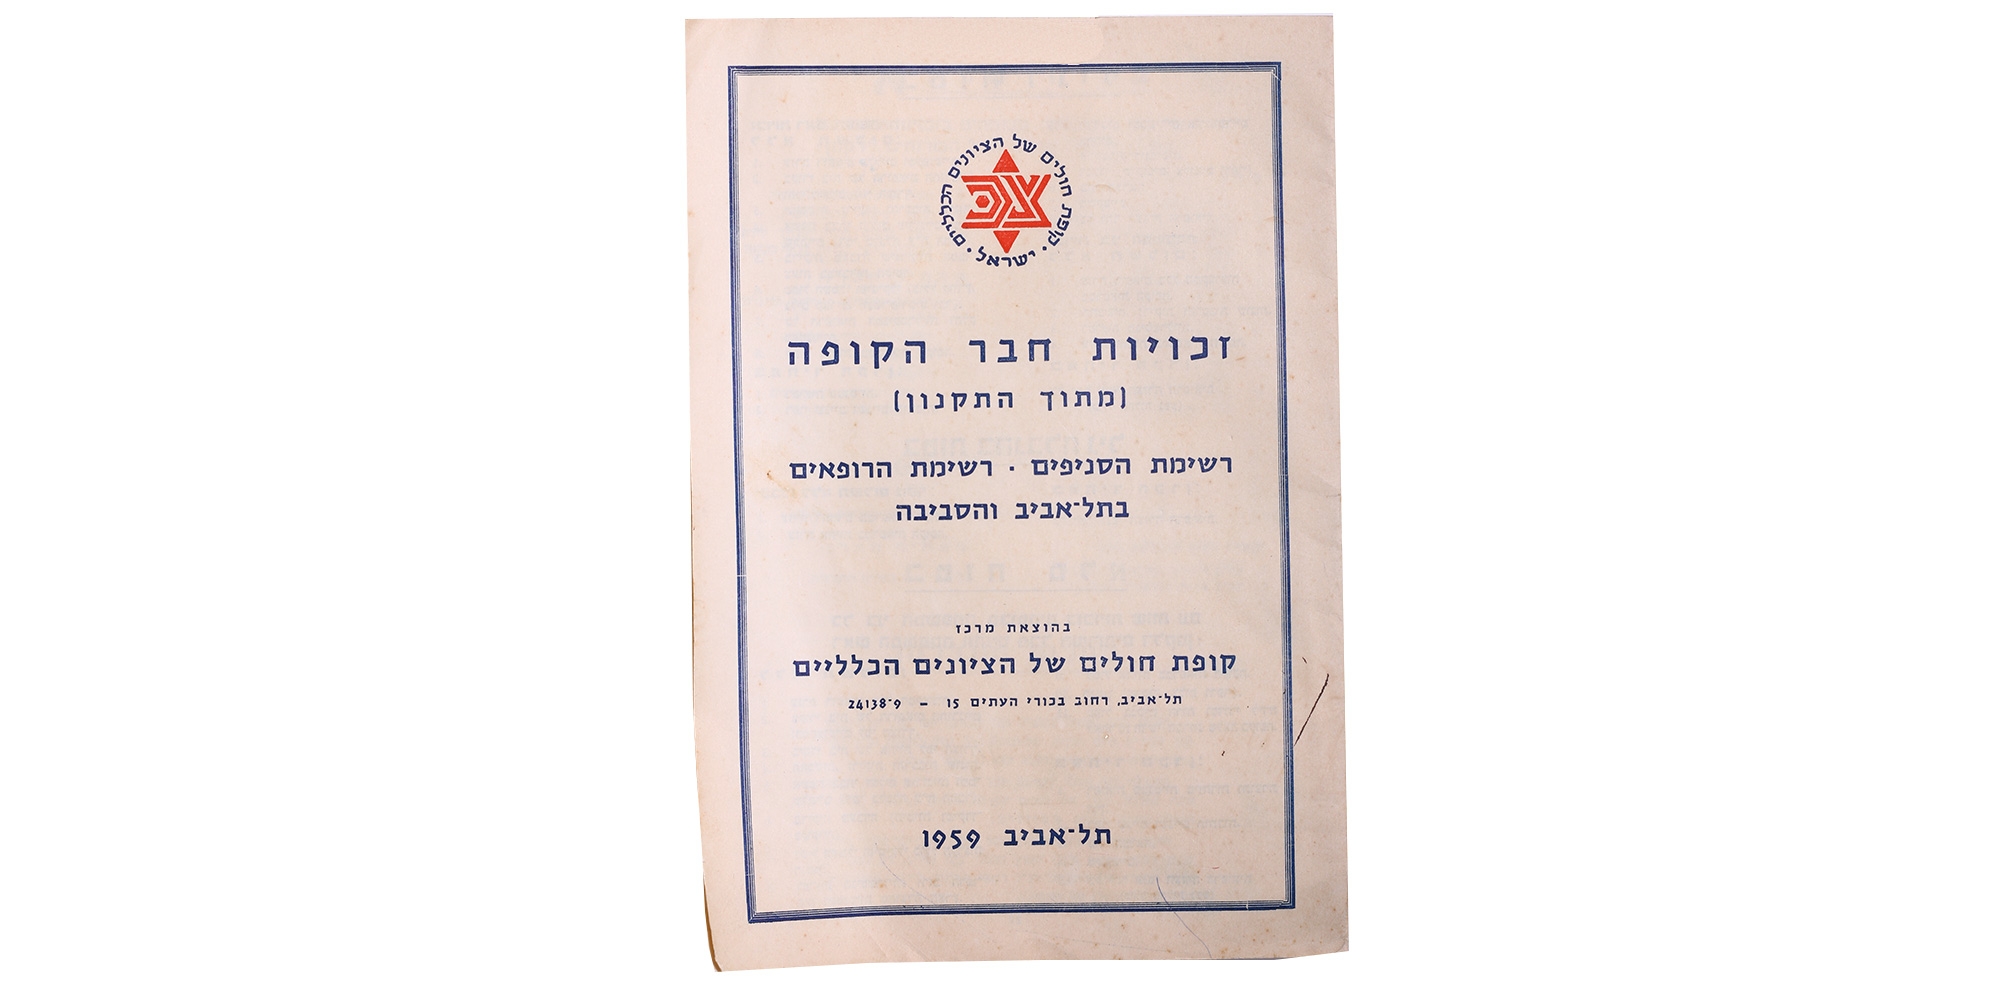 קופת חולים של הציונים הכלליים • ישראל •
זכויות חבר הקופה
(מתוך התקנון)
רשימת הסניפים · רשימת הרופאים
בתל־אביב והסביבה
בהוצאת מרכז
קופת חולים של הציונים הכלליים
תל־אביב, רחוב בכורי העתים 15 – 24138־9
תל־אביב 1959